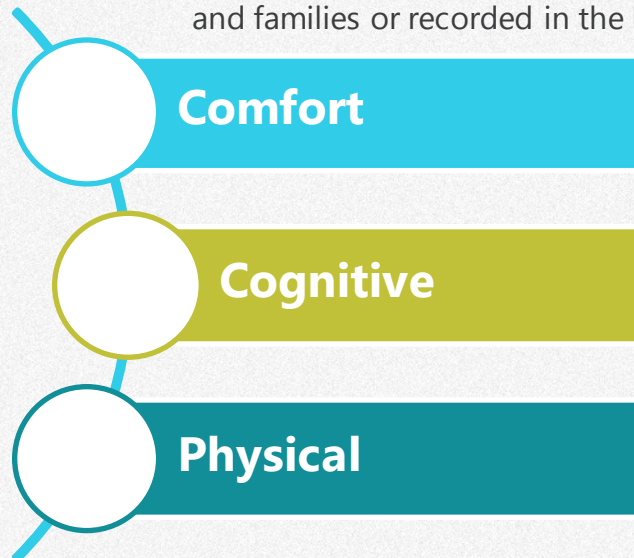 and families or recorded in the
Comfort
Cognitive
Physical